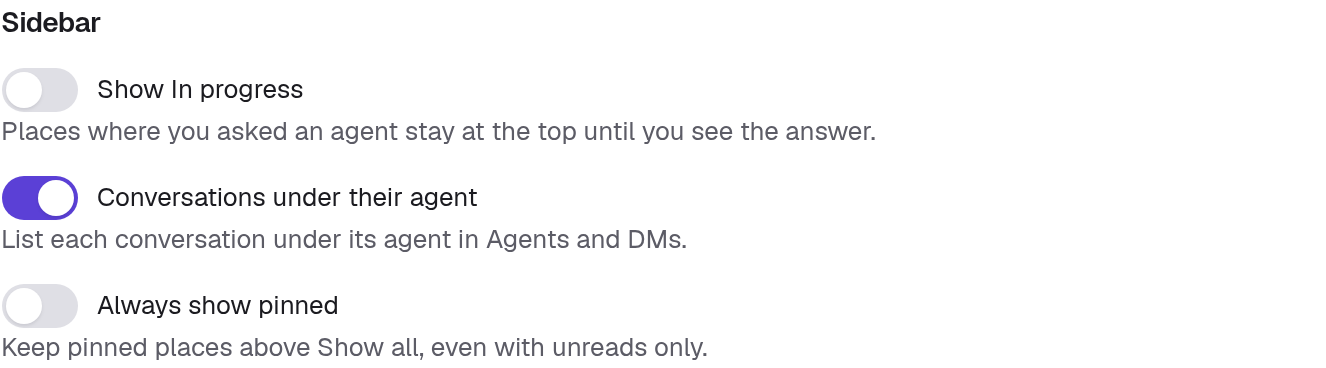 Sidebar
Show In progress
Places where you asked an agent stay at the top until you see the answer.
Conversations under their agent
List each conversation under its agent in Agents and DMs.
Always show pinned
Keep pinned places above Show all, even with unreads only.